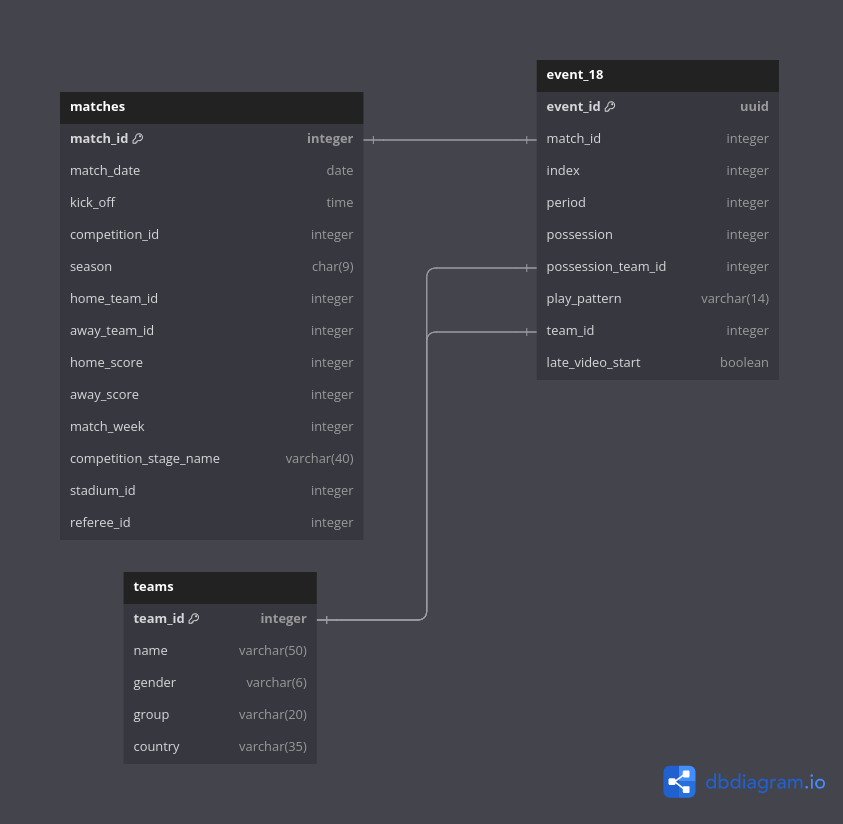 matches
match_id integer
match_date date
kick_off time
competition_id integer
season char(9)
home_team_id integer
away_team_id integer
home_score integer
away_score integer
match_week integer
competition_stage_name varchar(40)
stadium_id integer
referee_id integer
event_18
event_id uuid
match_id integer
index integer
period integer
possession integer
possession_team_id integer
play_pattern varchar(14)
team_id integer
late_video_start boolean
teams
team_id integer
name varchar(50)
gender varchar(6)
group varchar(20)
country varchar(35)
dbdiagram.io